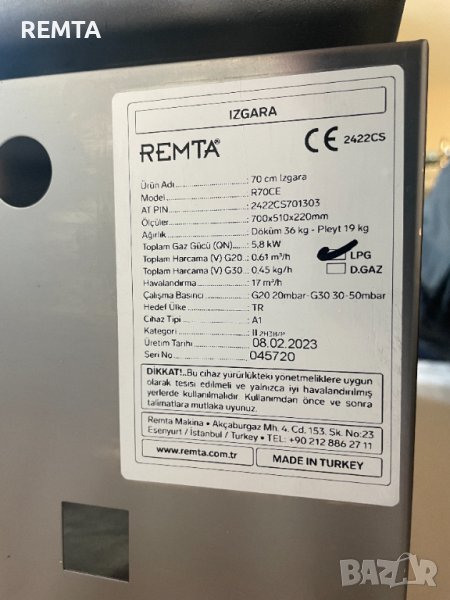 REMTA
IZGARA
REMTA® CE 2422CS
Ürün Adı : 70 cm Izgara
Model : R70CE
AT PIN : 2422CS701303
Ölçüler : 700x510x220mm
Ağırlık : Döküm 36 kg - Pleyt 19 kg
Toplam Gaz Gücü (QN) : 5,8 kW
Toplam Harcama (V) G20 : 0.61 m³/h LPG
Toplam Harcama (V) G30 : 0,45 kg/h D.GAZ
Havalandırma : 17 m³/h
Çalışma Basıncı : G20 20mbar-G30 30-50mbar
Hedef Ülke : TR
Cihaz Tipi : A1
Kategori : II 2H3B/P
Üretim Tarihi : 08.02.2023
Seri No : 045720
DİKKAT!..Bu cihaz yürürlükteki yönetmeliklere uygun
olarak tesisi edilmeli ve yalnızca iyi havalandırılmış
yerlerde kullanılmalıdır. Kullanımdan önce ve sonra
talimatlara mutlaka uyunuz.
Remta Makina • Akçaburgaz Mh. 4. Cd. 153. Sk. No:23
Esenyurt / İstanbul / Turkey • TEL: +90 212 886 27 11
www.remta.com.tr MADE IN TURKEY
BAZAR